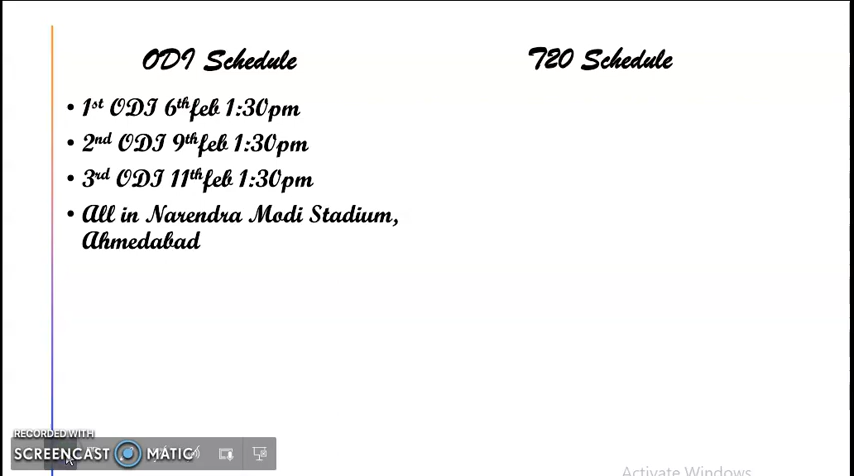 ODI Schedule
T20 Schedule
• 1st ODI 6th feb 1:30pm
• 2nd ODI 9th feb 1:30pm
• 3rd ODI 11th feb 1:30pm
• All in Narendra Modi Stadium,
Ahmedabad
RECORDED WITH
SCREENCAST MATIC
Activate Windows